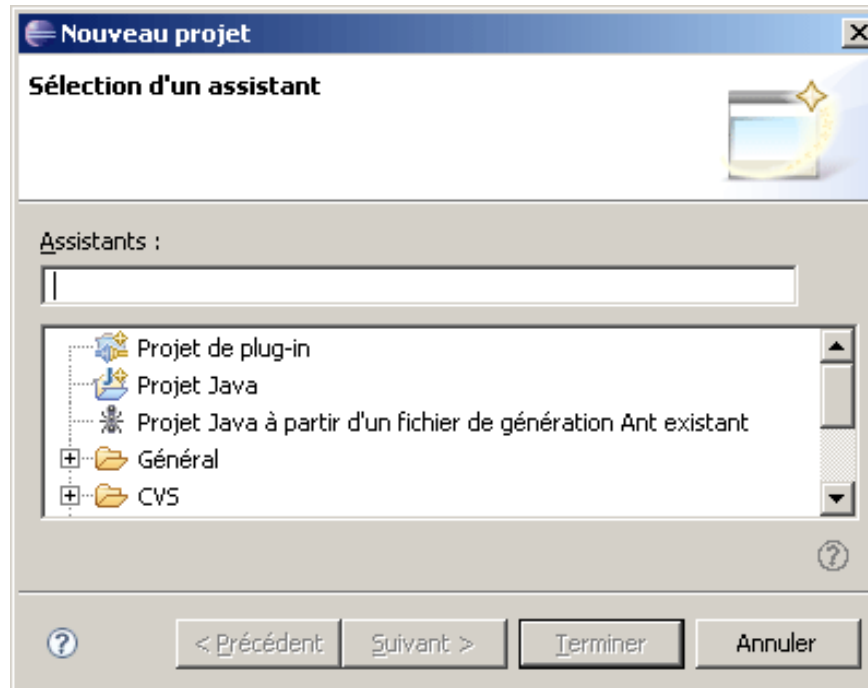 Nouveau projet
Sélection d'un assistant
Assistants :
Projet de plug-in
Projet Java
Projet Java à partir d'un fichier de génération Ant existant
Général
CVS
< Précédent Suivant > Terminer Annuler